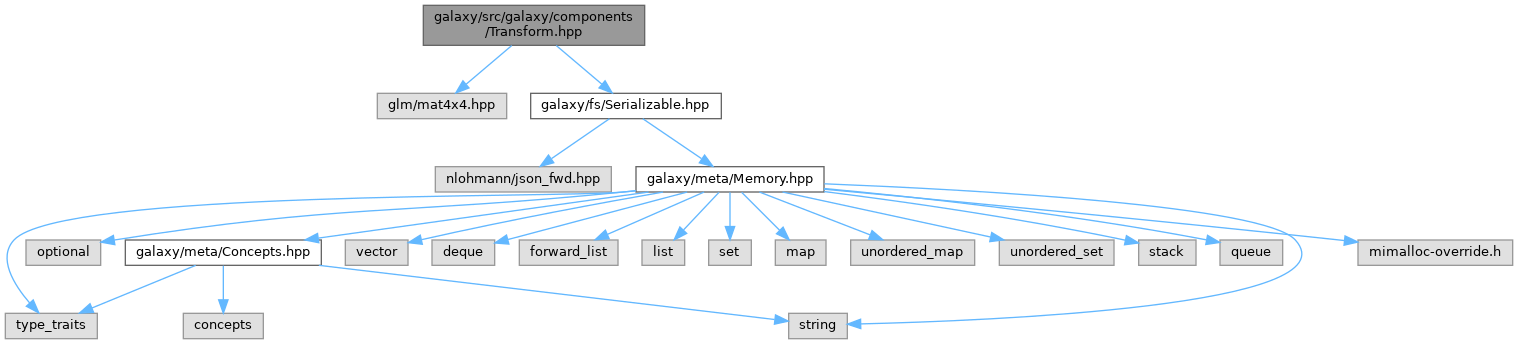 galaxy/src/galaxy/components
/Transform.hpp
glm/mat4x4.hpp
galaxy/fs/Serializable.hpp
nlohmann/json_fwd.hpp
galaxy/meta/Memory.hpp
optional
galaxy/meta/Concepts.hpp
vector
deque
forward_list
list
set
map
unordered_map
unordered_set
stack
queue
mimalloc-override.h
type_traits
concepts
string